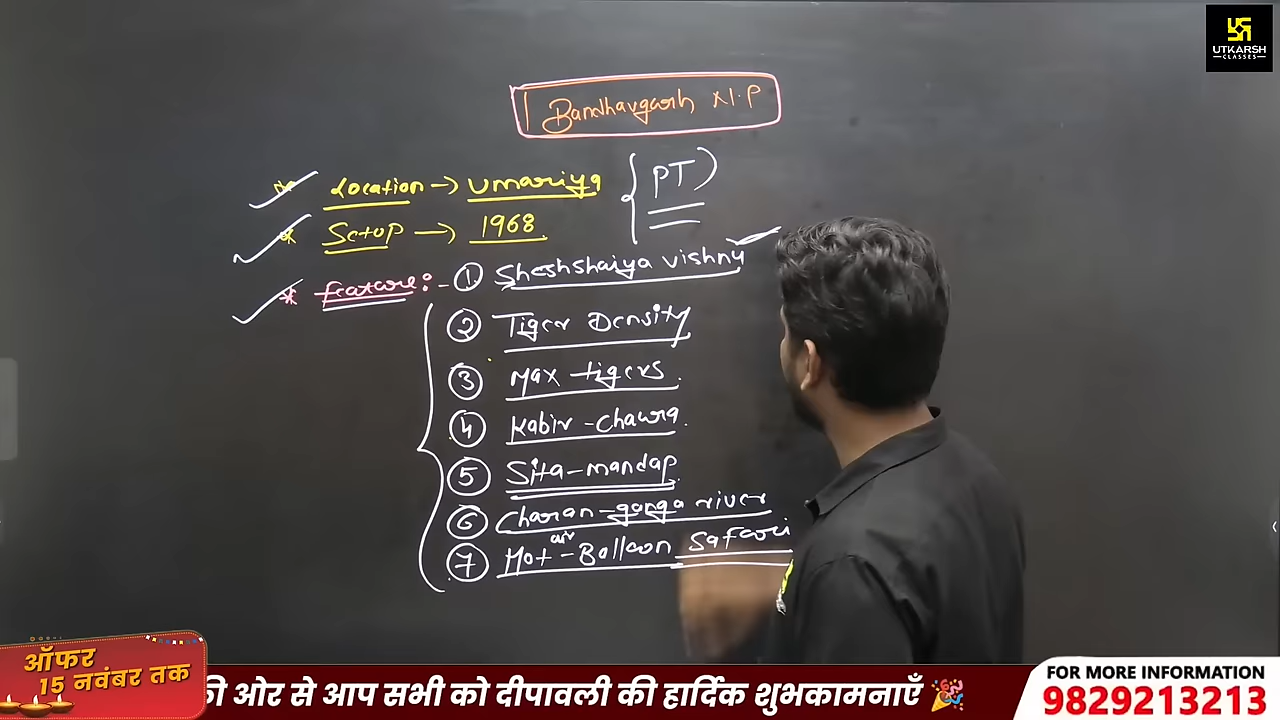 UTKARSH
CLASSES
Bandhavgarh N.P
* Location → Umariya { PT )
* Setup → 1968
* feature:- ① Sheshshaiya vishnu
② Tiger Density
③ Max tigers.
④ Kabir-Chawra.
⑤ Sita-mandap
⑥ Charan-ganga river
⑦ Hot air-Balloon Safari
ऑफर
15 नवंबर तक
की ओर से आप सभी को दीपावली की हार्दिक शुभकामनाएँ 🎉
FOR MORE INFORMATION
9829213213